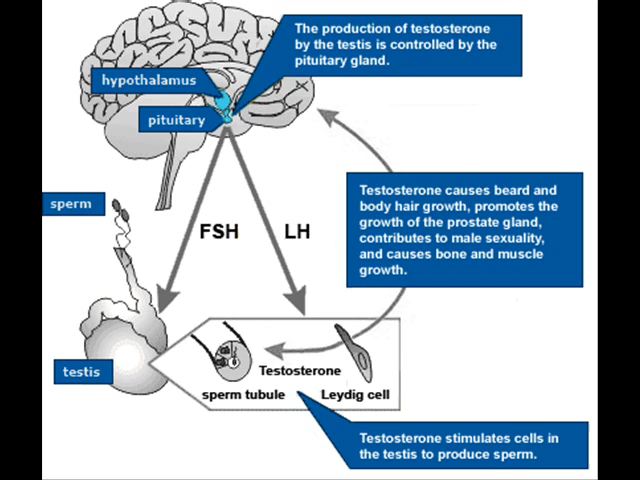 The production of testosterone
by the testis is controlled by the
pituitary gland.
hypothalamus
pituitary
Testosterone causes beard and
body hair growth, promotes the
growth of the prostate gland,
contributes to male sexuality,
and causes bone and muscle
growth.
sperm
FSH
LH
testis
Testosterone
sperm tubule
Leydig cell
Testosterone stimulates cells in
the testis to produce sperm.